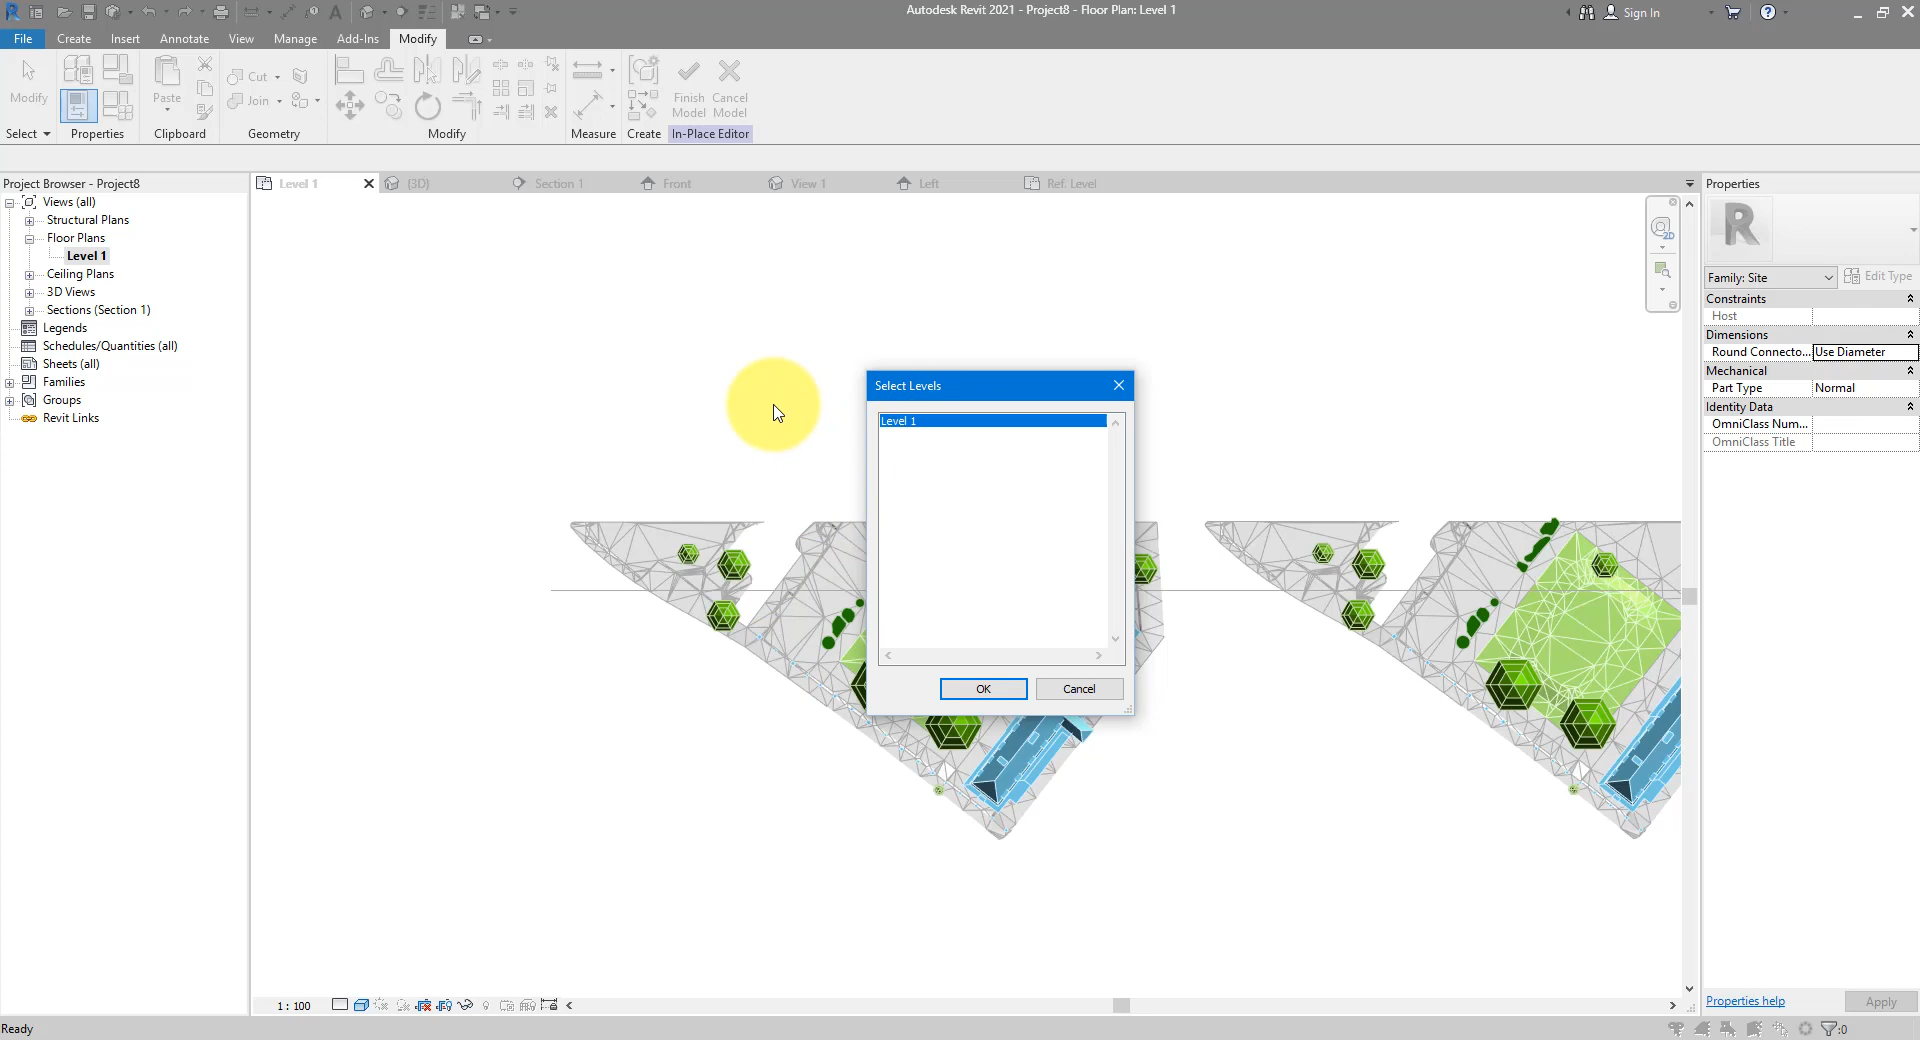 Autodesk Revit 2021 - Project8 - Floor Plan: Level 1
Sign In
File
Create
Insert
Annotate
View
Manage
Add-Ins
Modify
Modify
Paste
Cut
Join
Finish Model
Cancel Model
Select
Properties
Clipboard
Geometry
Modify
Measure
Create
In-Place Editor
Project Browser - Project8
Views (all)
Structural Plans
Floor Plans
Level 1
Ceiling Plans
3D Views
Sections (Section 1)
Legends
Schedules/Quantities (all)
Sheets (all)
Families
Groups
Revit Links
Level 1
{3D}
Section 1
Front
View 1
Left
Ref. Level
2D
Select Levels
Level 1
OK
Cancel
Properties
R
Family: Site
Edit Type
Constraints
Host
Dimensions
Round Connecto... Use Diameter
Mechanical
Part Type Normal
Identity Data
OmniClass Num...
OmniClass Title
Properties help
Apply
1 : 100
Ready
:0